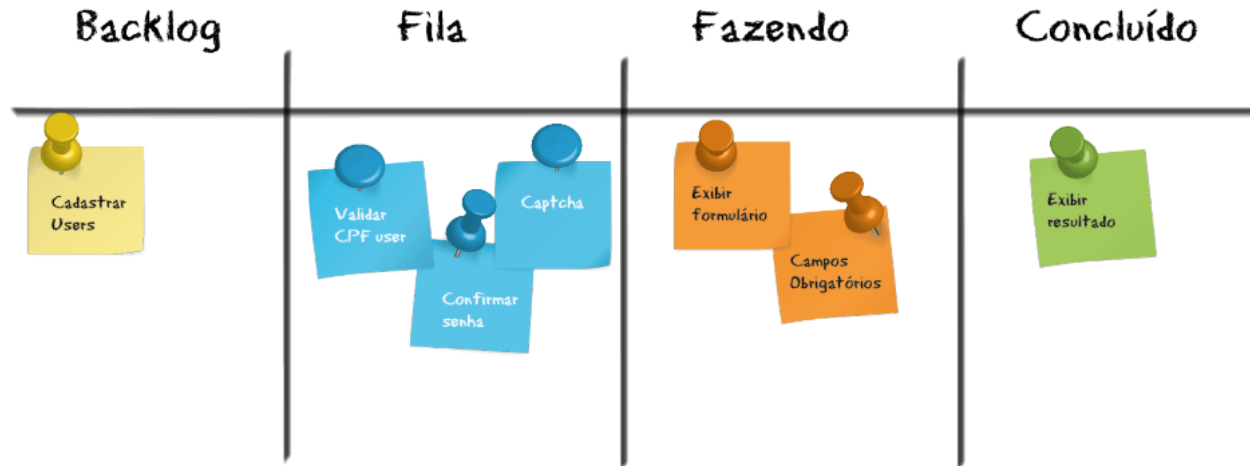 Backlog
Fila
Fazendo
Concluído
Cadastrar
Users
Validar
CPF user
Confirmar
senha
Captcha
Exibir
formulário
Campos
Obrigatórios
Exibir
resultado